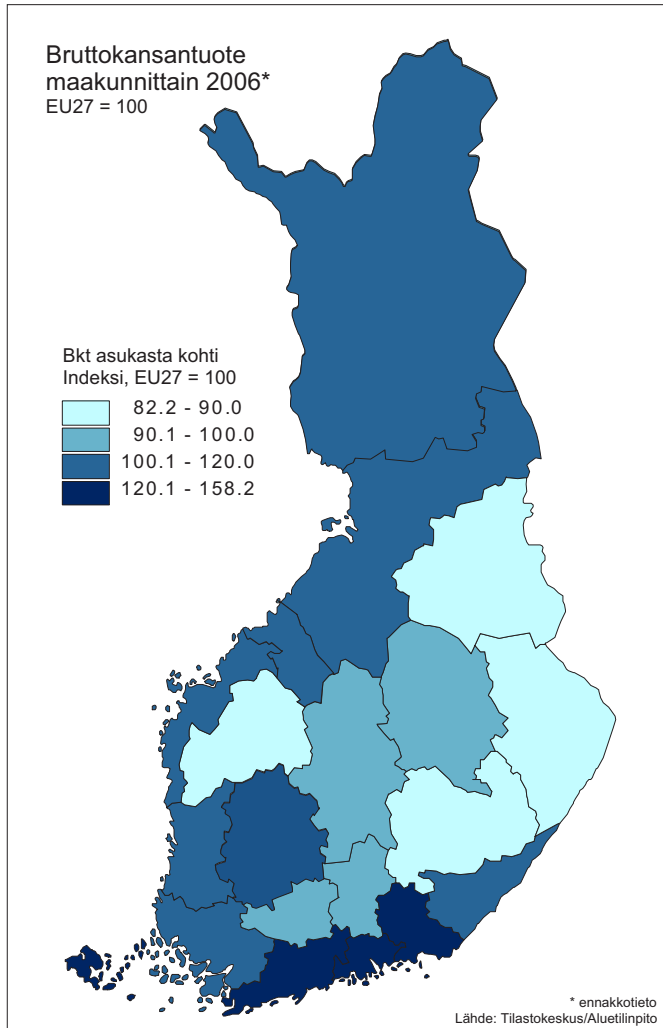 Bruttokansantuote
maakunnittain 2006*
EU27 = 100
Bkt asukasta kohti
Indeksi, EU27 = 100
82.2 - 90.0
90.1 - 100.0
100.1 - 120.0
120.1 - 158.2
* ennakkotieto
Lähde: Tilastokeskus/Aluetilinpito